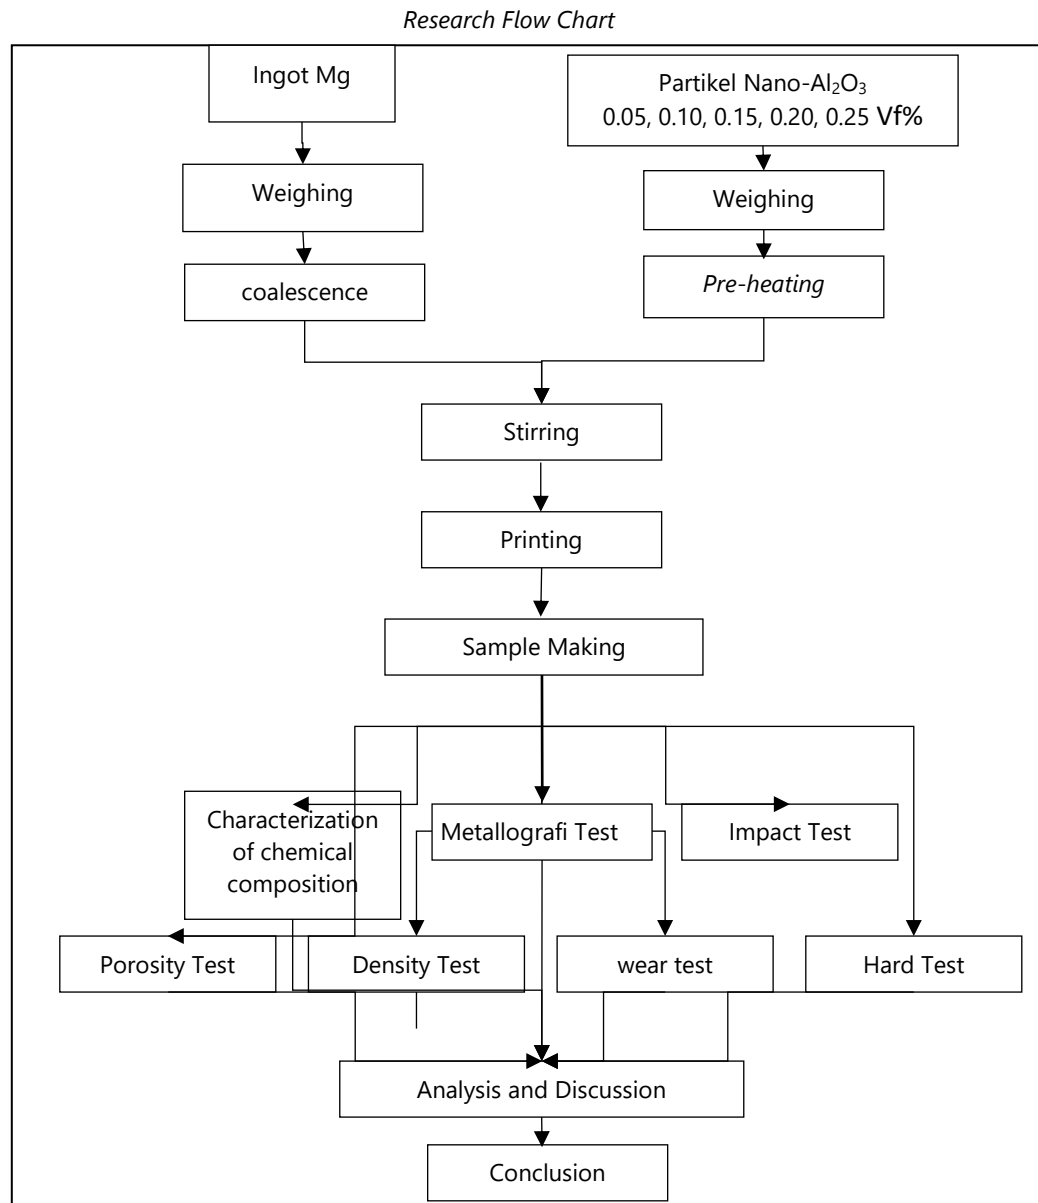 Research Flow Chart
Ingot Mg
Partikel Nano-Al₂O₃
0.05, 0.10, 0.15, 0.20, 0.25 Vf%
Weighing
Weighing
coalescence
Pre-heating
Stirring
Printing
Sample Making
Characterization
of chemical
composition
Metallografi Test
Impact Test
Porosity Test
Density Test
wear test
Hard Test
Analysis and Discussion
Conclusion